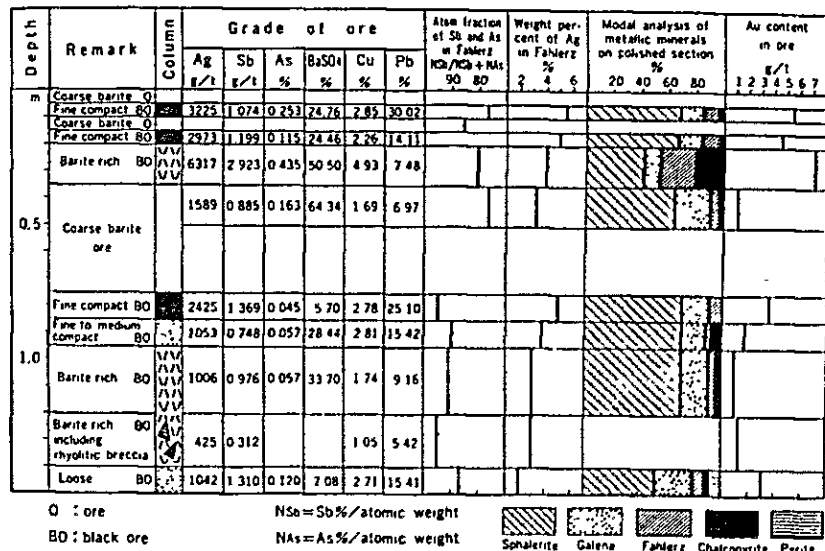 Depth Remark Column Grade of ore Atom fraction of Sb and As in Fahlerz NSb/NSb + NAs Weight percent of Ag in Fahlerz % Modal analysis of metallic minerals on polished section % Au content in ore g/t
Ag g/t Sb g/t As % BaSO4 % Cu % Pb %
90 80 2 4 6 20 40 60 80 1 2 3 4 5 6 7
m
Coarse barite O
Fine compact BO 3225 1.074 0.253 24.76 2.85 30.02
Coarse barite O
Fine compact BO 2973 1.199 0.115 24.46 2.26 14.11
Barite rich BO 6317 2.923 0.435 50.50 4.93 7.48
0.5
Coarse barite ore 1589 0.885 0.163 64.34 1.69 6.97
Fine compact BO 2425 1.369 0.045 5.70 2.78 25.10
Fine to medium compact BO 1053 0.748 0.057 28.44 2.81 15.42
1.0
Barite rich BO 1006 0.976 0.057 33.70 1.74 9.16
Barite rich BO including rhyolitic breccia 425 0.312 1.05 5.42
Loose BO 1042 1.310 0.120 7.08 2.71 15.41
O : ore NSb=Sb%/atomic weight
BO : black ore NAs=As%/atomic weight
Sphalerite Galena Fahlerz Chalcopyrite Pyrite